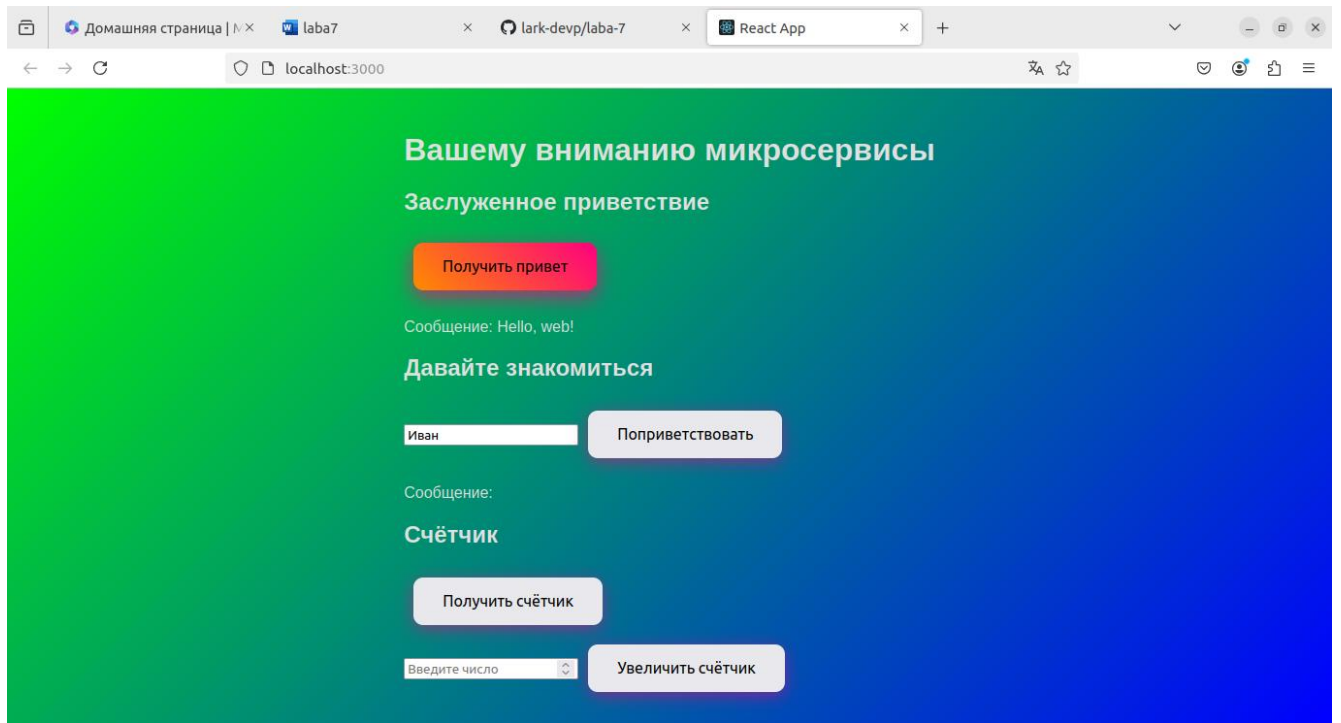 Домашняя страница | М
laba7
lark-devp/laba-7
React App
localhost:3000
Вашему вниманию микросервисы
Заслуженное приветствие
Получить привет
Сообщение: Hello, web!
Давайте знакомиться
Иван
Поприветствовать
Сообщение:
Счётчик
Получить счётчик
Введите число
Увеличить счётчик